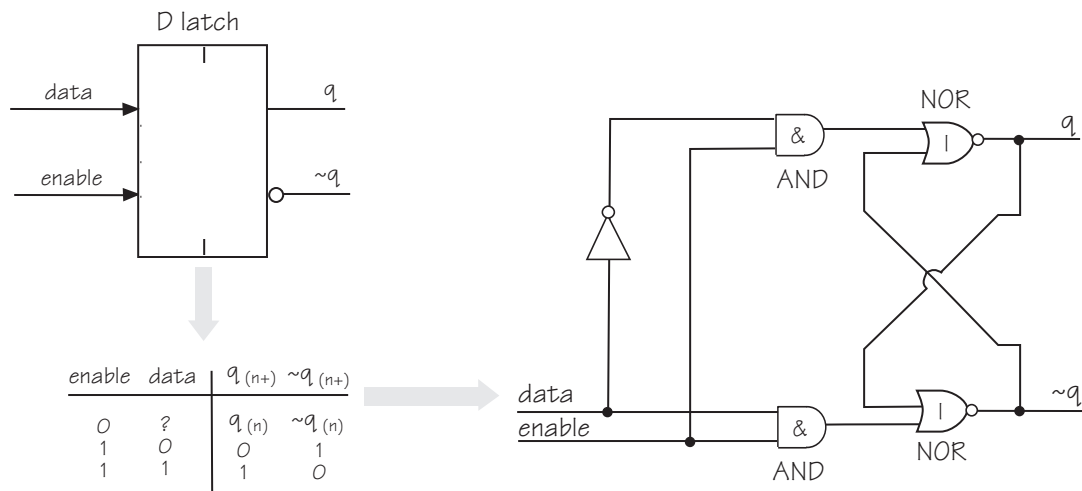 D latch
|
data
q
enable
~q
|
enable data q (n+) ~q (n+)
0 ? q (n) ~q (n)
1 0 0 1
1 1 1 0
NOR
&
|
q
AND
data
enable
&
|
~q
AND
NOR